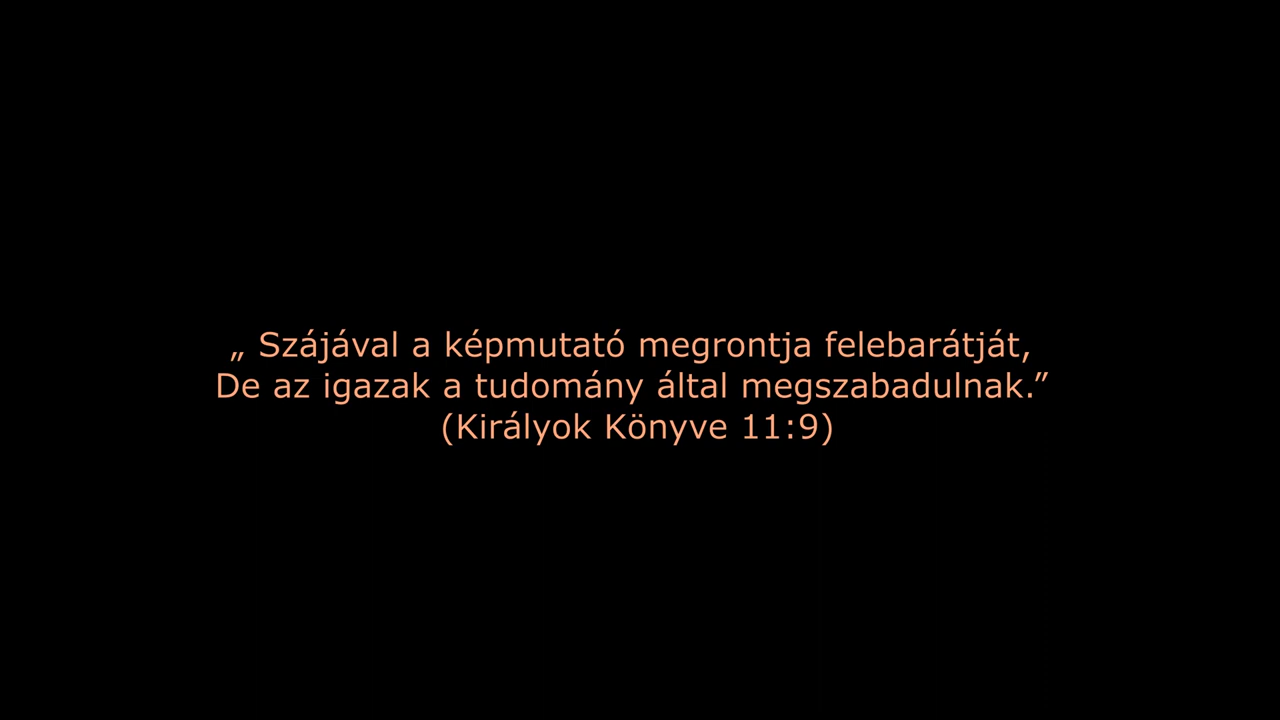 „ Szájával a képmutató megrontja felebarátját,
De az igazak a tudomány által megszabadulnak.”
(Királyok Könyve 11:9)